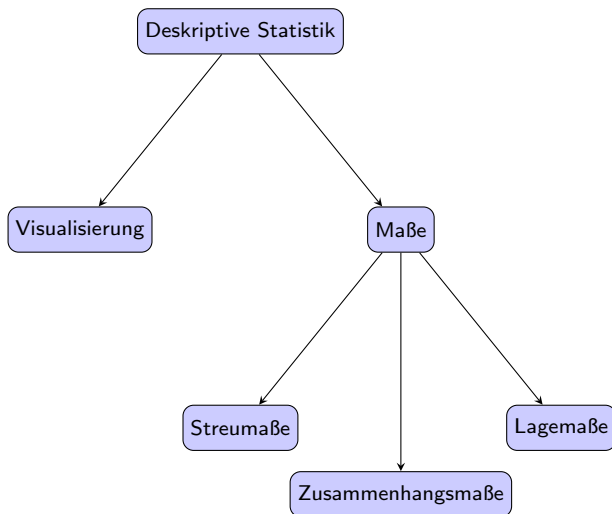 Deskriptive Statistik
Visualisierung
Maße
Streumaße
Lagemaße
Zusammenhangsmaße